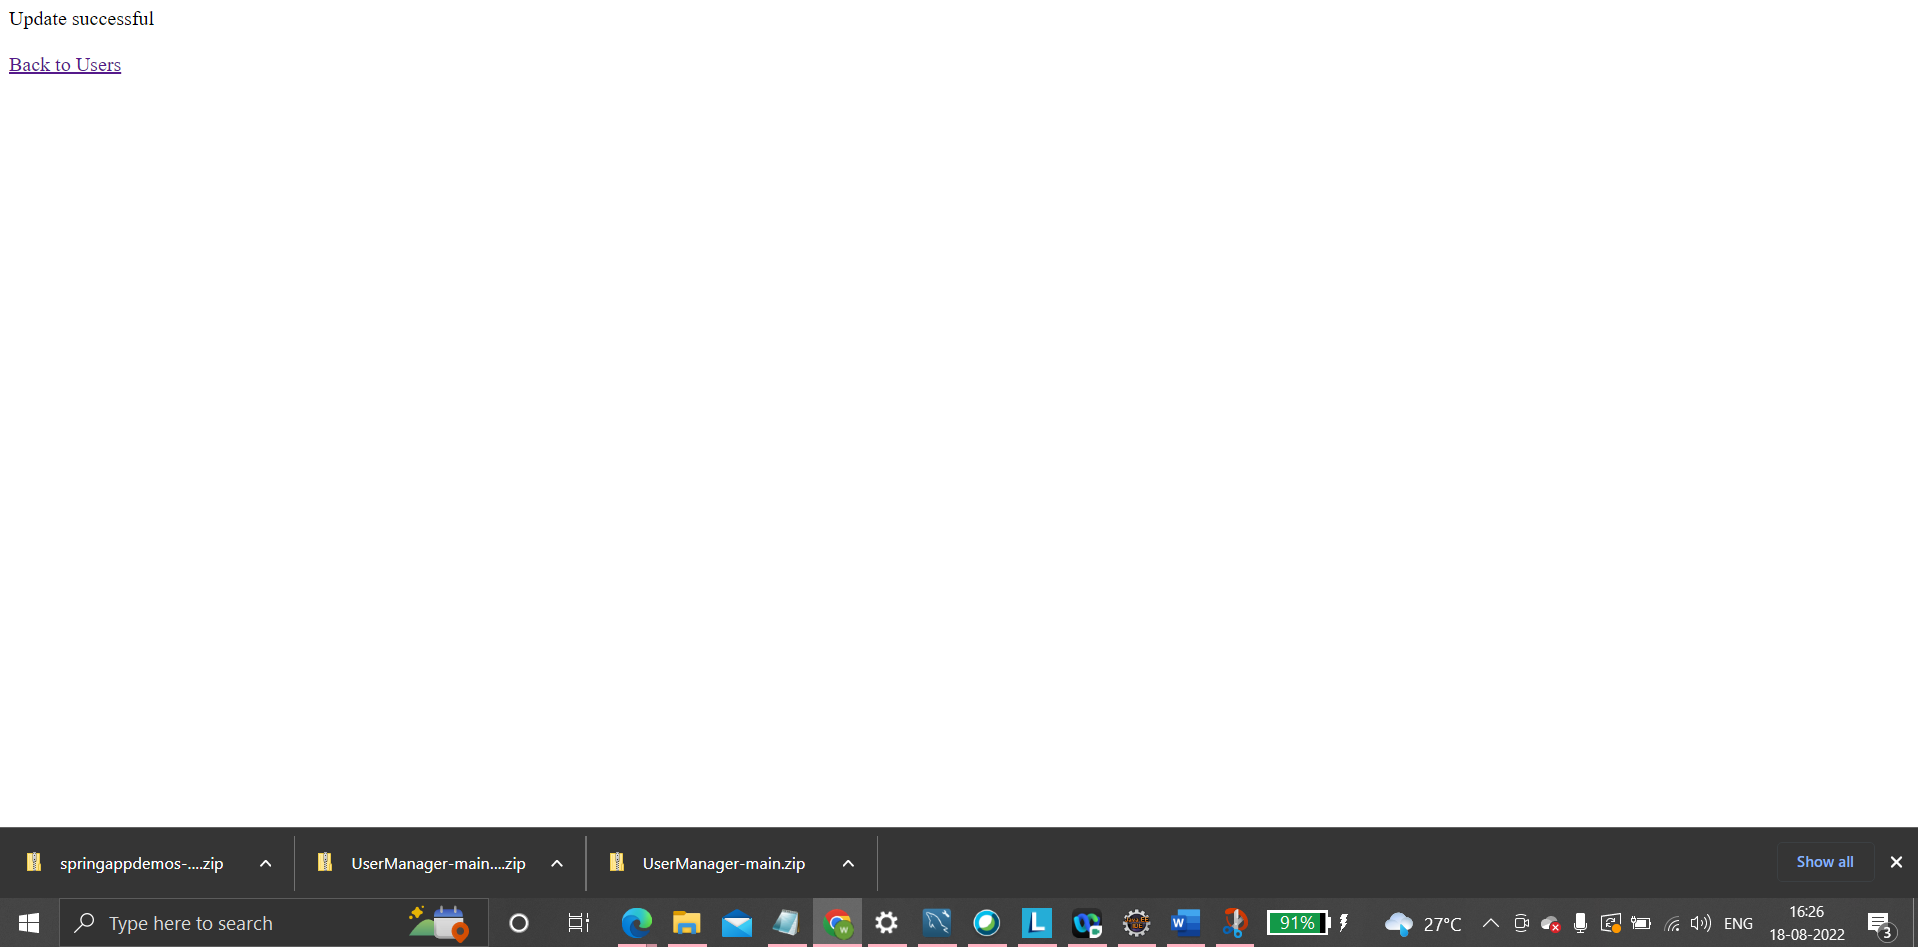 Update successful
Back to Users
springappdemos-....zip
UserManager-main....zip
UserManager-main.zip
Show all
Type here to search
L
W
W
91%
27°C
ENG
16:26
18-08-2022
3